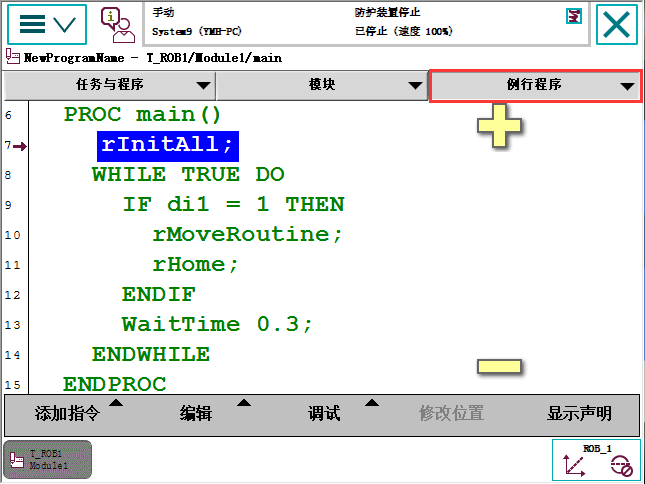 手动
防护装置停止
System9 (YMH-PC)
已停止 (速度 100%)
NewProgramName - T_ROB1/Module1/main
任务与程序
模块
例行程序
6 PROC main()
7 rInitAll;
8 WHILE TRUE DO
9 IF di1 = 1 THEN
10 rMoveRoutine;
11 rHome;
12 ENDIF
13 WaitTime 0.3;
14 ENDWHILE
15 ENDPROC
添加指令
编辑
调试
修改位置
显示声明
T_ROB1
Module1
ROB_1